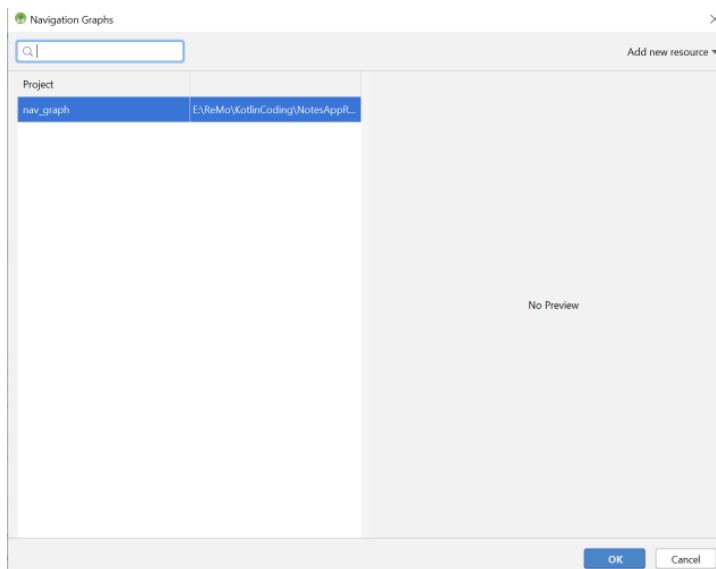 Navigation Graphs
Add new resource
Project
nav_graph E:\ReMo\KotlinCoding\NotesAppR...
No Preview
OK Cancel